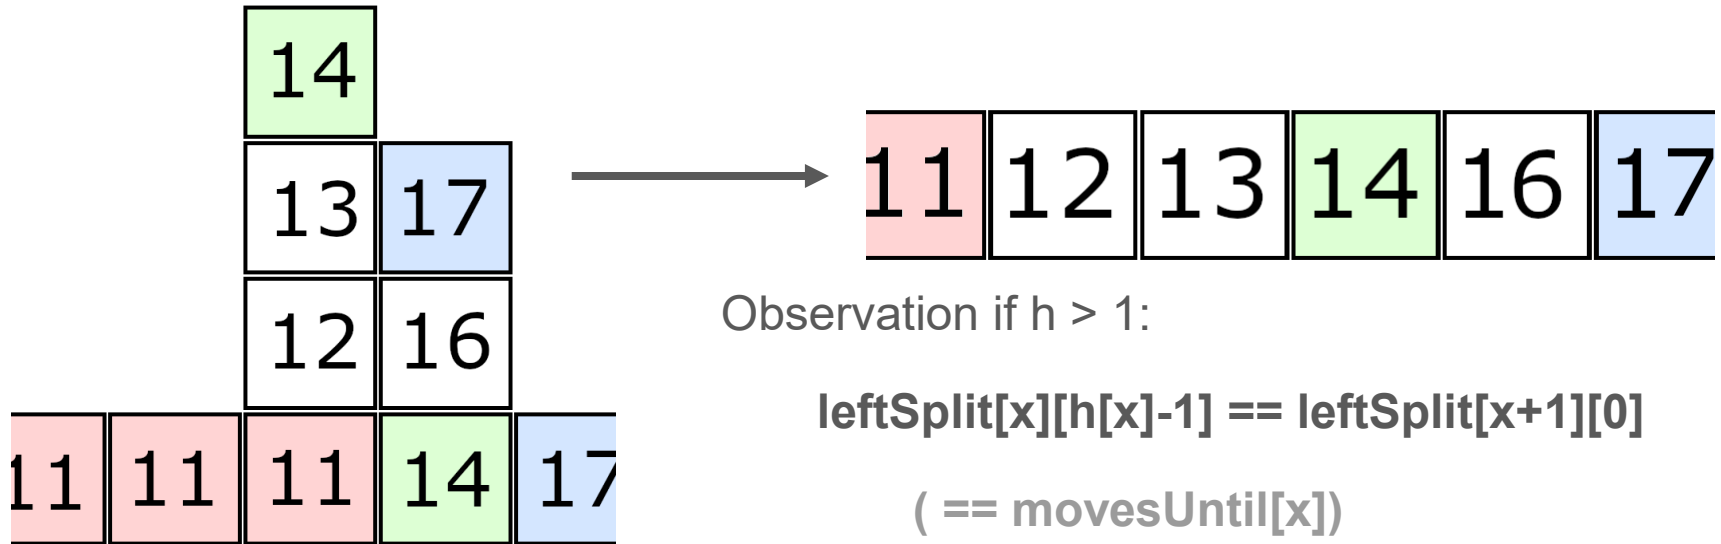 14
13 17
12 16
11 11 11 14 17
11 12 13 14 16 17
Observation if h > 1:
leftSplit[x][h[x]-1] == leftSplit[x+1][0]
( == movesUntil[x])